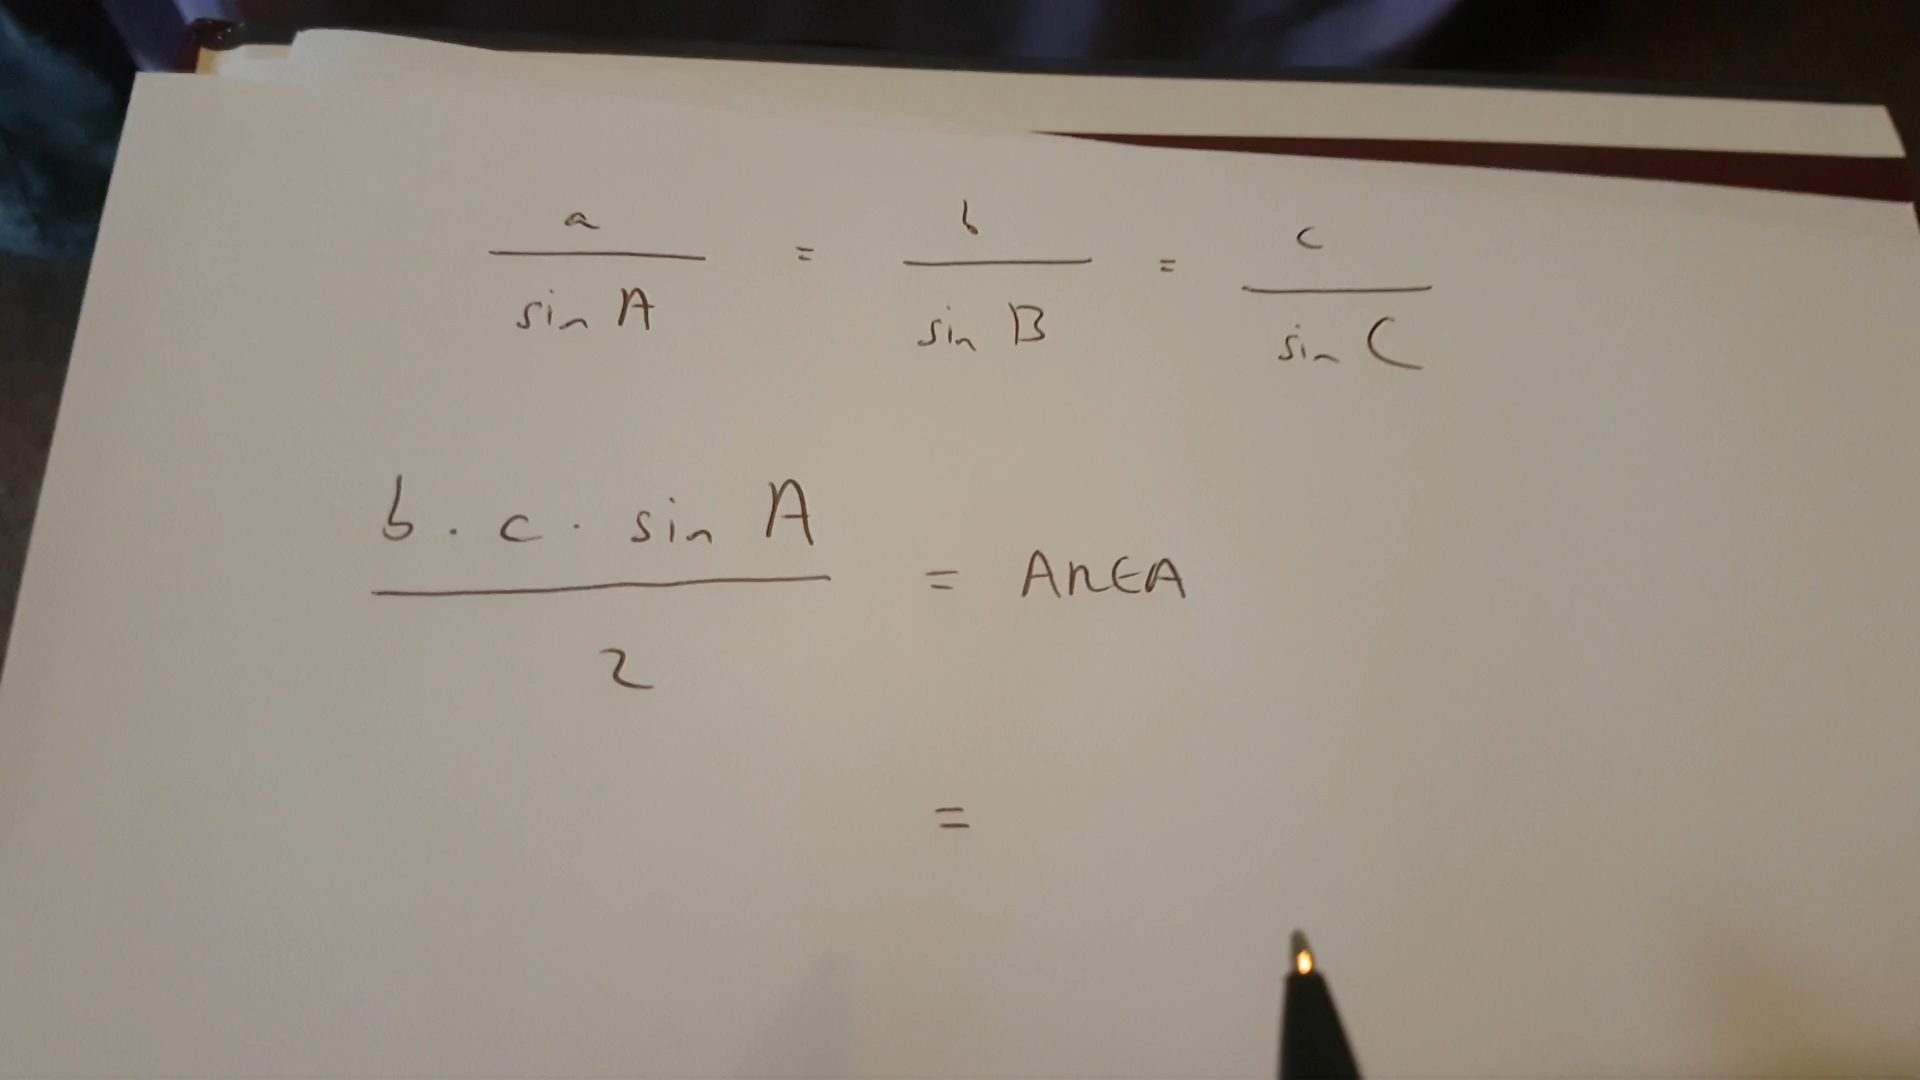 a / sin A = b / sin B = c / sin C
b · c · sin A / 2 = AREA
=